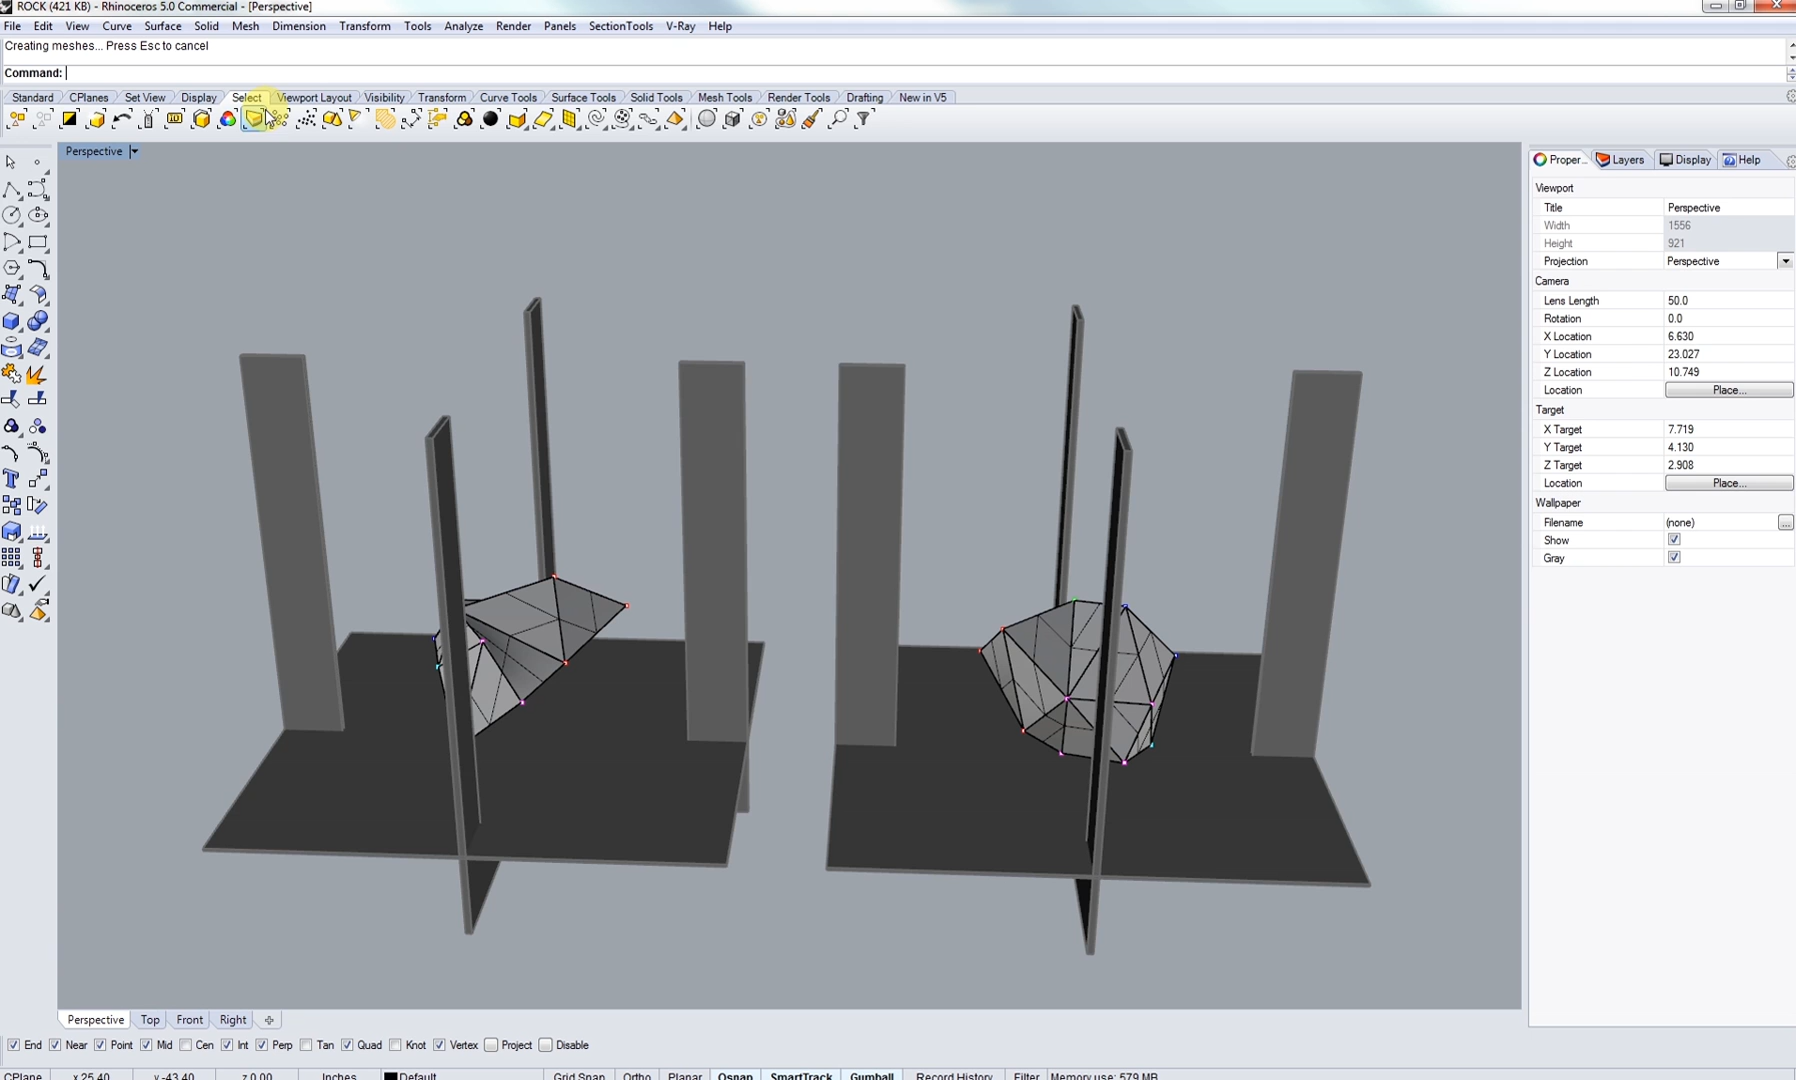 ROCK (421 KB) - Rhinoceros 5.0 Commercial - [Perspective]
File Edit View Curve Surface Solid Mesh Dimension Transform Tools Analyze Render Panels SectionTools V-Ray Help
Creating meshes... Press Esc to cancel
Command:
Standard CPlanes Set View Display Select Viewport Layout Visibility Transform Curve Tools Surface Tools Solid Tools Mesh Tools Render Tools Drafting New in V5
Perspective
Proper... Layers Display Help
Viewport
Title Perspective
Width 1556
Height 921
Projection Perspective
Camera
Lens Length 50.0
Rotation 0.0
X Location 6.630
Y Location 23.027
Z Location 10.749
Location Place...
Target
X Target 7.719
Y Target 4.130
Z Target 2.908
Location Place...
Wallpaper
Filename (none) ...
Show
Gray
Perspective Top Front Right
End Near Point Mid Cen Int Perp Tan Quad Knot Vertex Project Disable
CPlane x 25.40 y -43.40 z 0.00 Inches Default Grid Snap Ortho Planar Osnap SmartTrack Gumball Record History Filter Memory use: 579 MB